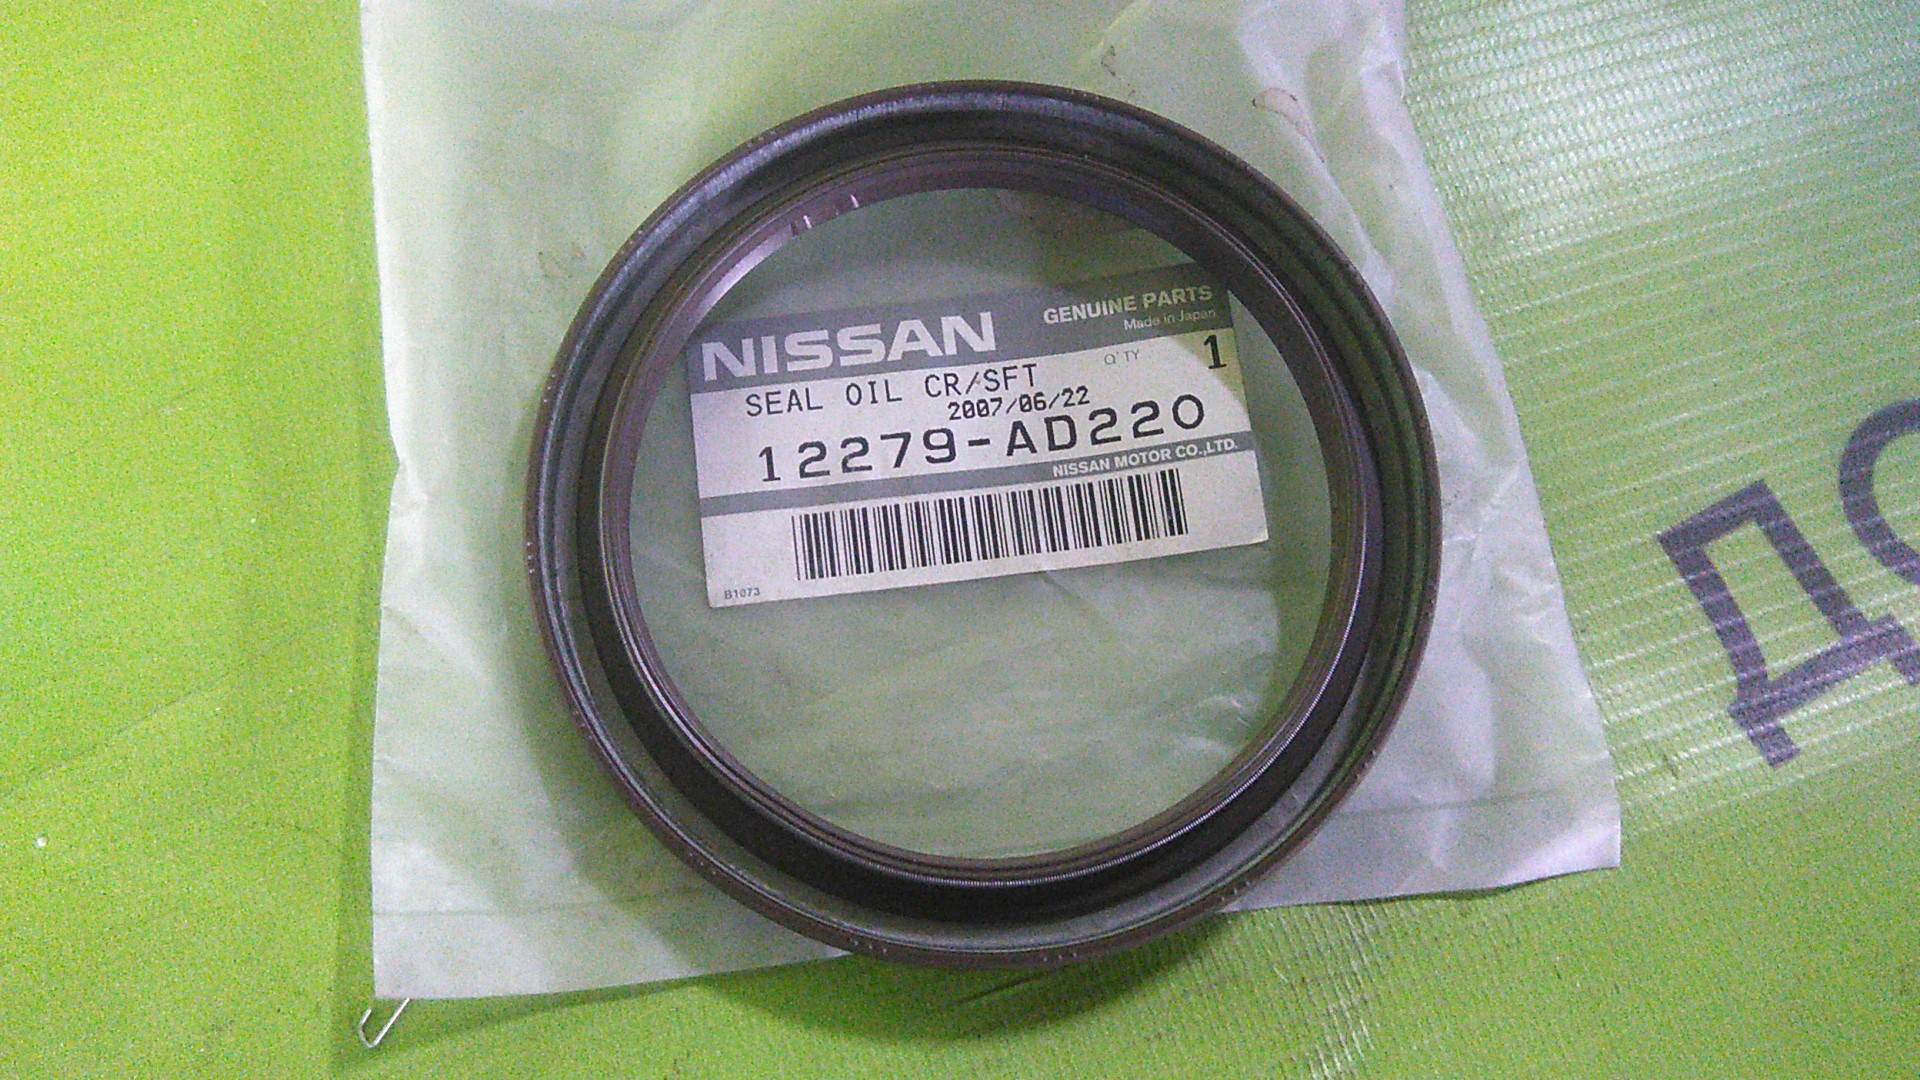 NISSAN
GENUINE PARTS
Made in Japan
SEAL OIL CR/SFT
Q'TY
1
2007/06/22
12279-AD220
NISSAN MOTOR CO.,LTD.
B1073